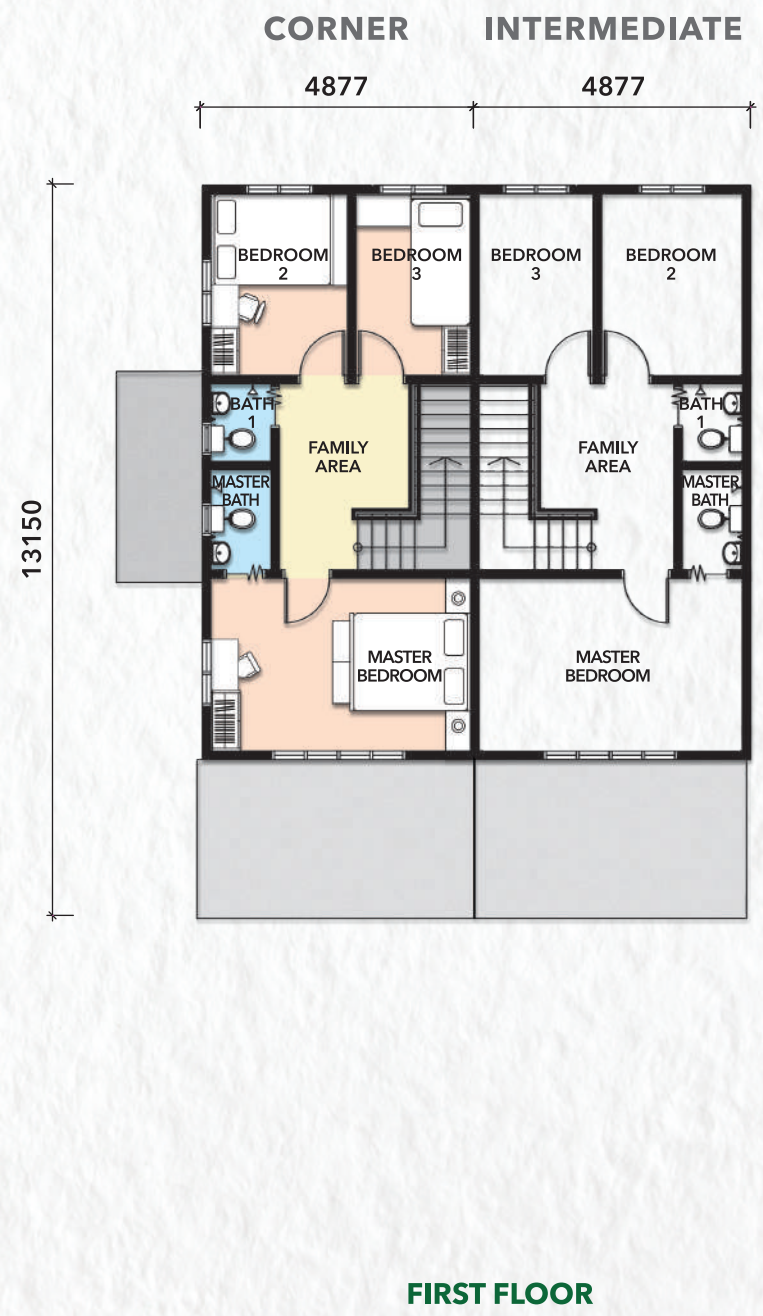 CORNER INTERMEDIATE
4877 4877
13150
BEDROOM
2
BEDROOM
3
BEDROOM
3
BEDROOM
2
BATH
1
FAMILY
AREA
FAMILY
AREA
BATH
1
MASTER
BATH
MASTER
BATH
MASTER
BEDROOM
MASTER
BEDROOM
FIRST FLOOR